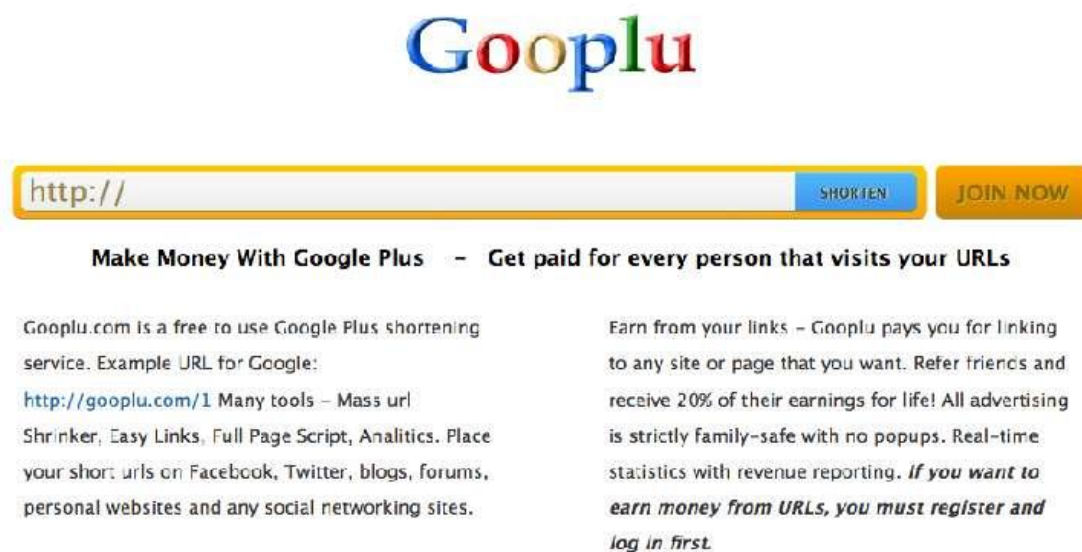 Gooplu
http://
SHORTEN
JOIN NOW
Make Money With Google Plus – Get paid for every person that visits your URLs
Gooplu.com is a free to use Google Plus shortening
service. Example URL for Google:
http://gooplu.com/1 Many tools – Mass url
Shrinker, Easy Links, Full Page Script, Analitics. Place
your short urls on Facebook, Twitter, blogs, forums,
personal websites and any social networking sites.
Earn from your links – Gooplu pays you for linking
to any site or page that you want. Refer friends and
receive 20% of their earnings for life! All advertising
is strictly family-safe with no popups. Real-time
statistics with revenue reporting. If you want to
earn money from URLs, you must register and
log in first.